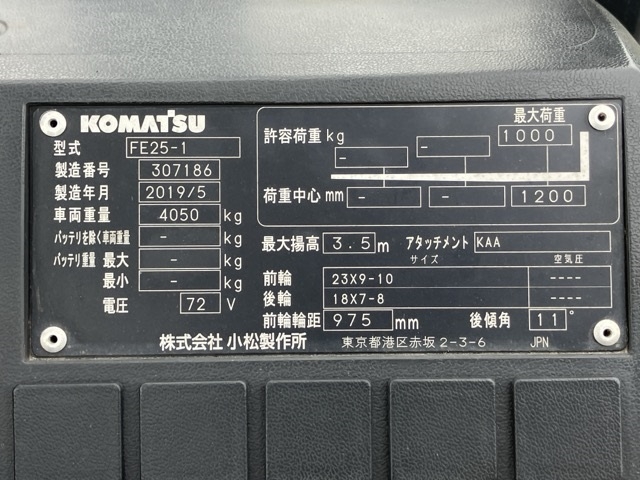 KOMATSU
型式 FE25-1
製造番号 307186
製造年月 2019/5
車両重量 4050 kg
バッテリを除く車両重量 - kg
バッテリ重量 最大 - kg
最小 - kg
電圧 72 V
最大荷重
許容荷重 kg - - 1000
荷重中心 mm - - 1200
最大揚高 3.5 m アタッチメント KAA
サイズ 空気圧
前輪 23X9-10 ----
後輪 18X7-8 ----
前輪輪距 975 mm 後傾角 11°
株式会社 小松製作所 東京都港区赤坂2-3-6 JPN